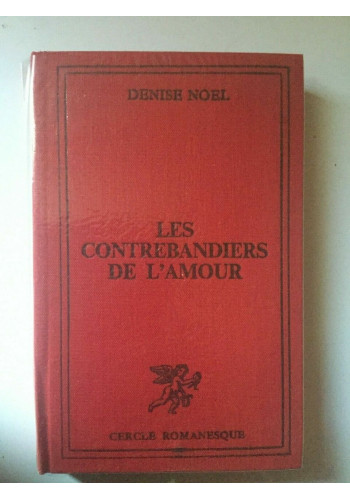 DENISE NOEL
LES
CONTREBANDIERS
DE L'AMOUR
CERCLE ROMANESQUE